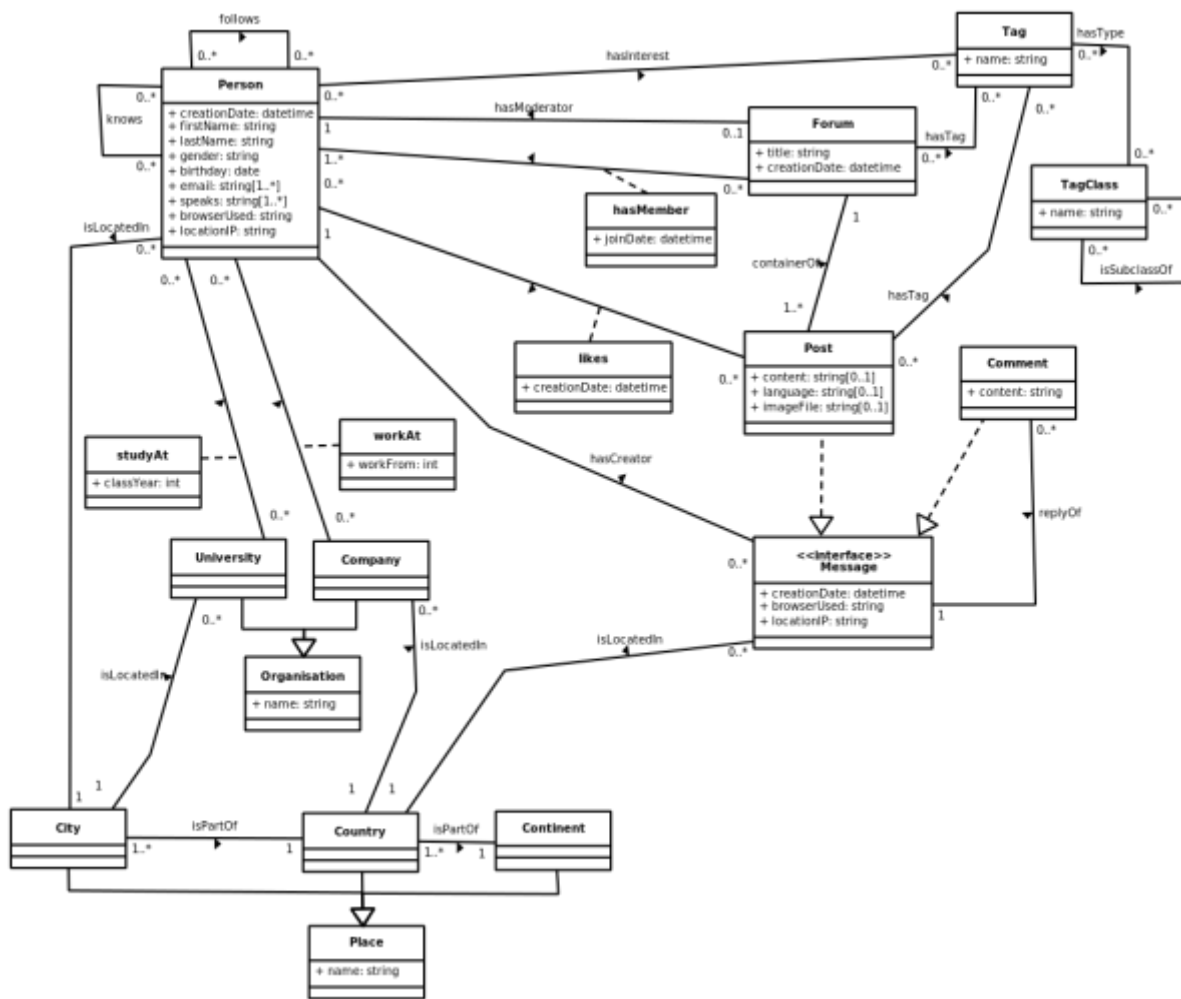 follows
0..*
0..*
Person
+ creationDate: datetime
+ firstName: string
+ lastName: string
+ gender: string
+ birthday: date
+ email: string[1..*]
+ speaks: string[1..*]
+ browserUsed: string
+ locationIP: string
0..*
knows
0..*
hasInterest
0..*
0..*
Tag
+ name: string
hasType
0..*
0..*
hasModerator
1
0..1
Forum
+ title: string
+ creationDate: datetime
hasTag
0..*
0..*
1..*
0..*
hasMember
+ joinDate: datetime
TagClass
+ name: string
0..*
0..*
isSubclassOf
isLocatedIn
0..*
0..*
1
1
containerOf
1..*
0..*
hasTag
0..*
likes
+ creationDate: datetime
0..*
Post
+ content: string[0..1]
+ language: string[0..1]
+ imageFile: string[0..1]
Comment
+ content: string
0..*
0..*
0..*
studyAt
+ classYear: int
workAt
+ workFrom: int
hasCreator
0..*
0..*
0..*
replyOf
1
<<interface>>
Message
+ creationDate: datetime
+ browserUsed: string
+ locationIP: string
University
Company
0..*
0..*
isLocatedIn
isLocatedIn
isLocatedIn
0..*
Organisation
+ name: string
1
1
1
1
City
isPartOf
1..*
1
Country
isPartOf
1..*
1
Continent
Place
+ name: string